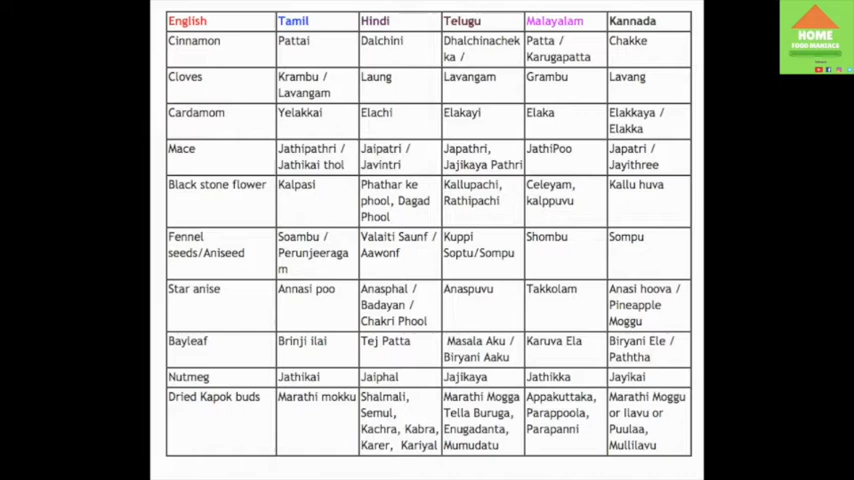 English Tamil Hindi Telugu Malayalam Kannada
Cinnamon Pattai Dalchini Dhalchinachek Patta / Chakke
ka / Karugapatta
Cloves Krambu / Laung Lavangam Grambu Lavang
Lavangam
Cardamom Yelakkai Elachi Elakayi Elaka Elakkaya /
Elakka
Mace Jathipathri / Jaipatri / Japathri, JathiPoo Japatri /
Jathikai thol Javintri Jajikaya Pathri Jayithree
Black stone flower Kalpasi Phathar ke Kallupachi, Celeyam, Kallu huva
phool, Dagad Rathipachi kalppuvu
Phool
Fennel Soambu / Valaiti Saunf / Kuppi Shombu Sompu
seeds/Aniseed Perunjeeraga Aawonf Soptu/Sompu
m
Star anise Annasi poo Anasphal / Anaspuvu Takkolam Anasi hoova /
Badayan / Pineapple
Chakri Phool Moggu
Bayleaf Brinji ilai Tej Patta Masala Aku / Karuva Ela Biryani Ele /
Biryani Aaku Paththa
Nutmeg Jathikai Jaiphal Jajikaya Jathikka Jayikai
Dried Kapok buds Marathi mokku Shalmali, Marathi Mogga Appakuttaka, Marathi Moggu
Semul, Tella Buruga, Parappoola, or Ilavu or
Kachra, Kabra, Enugadanta, Parapanni Puulaa,
Karer, Kariyal Mumudatu Mullilavu
HOME
FOOD MANIACS